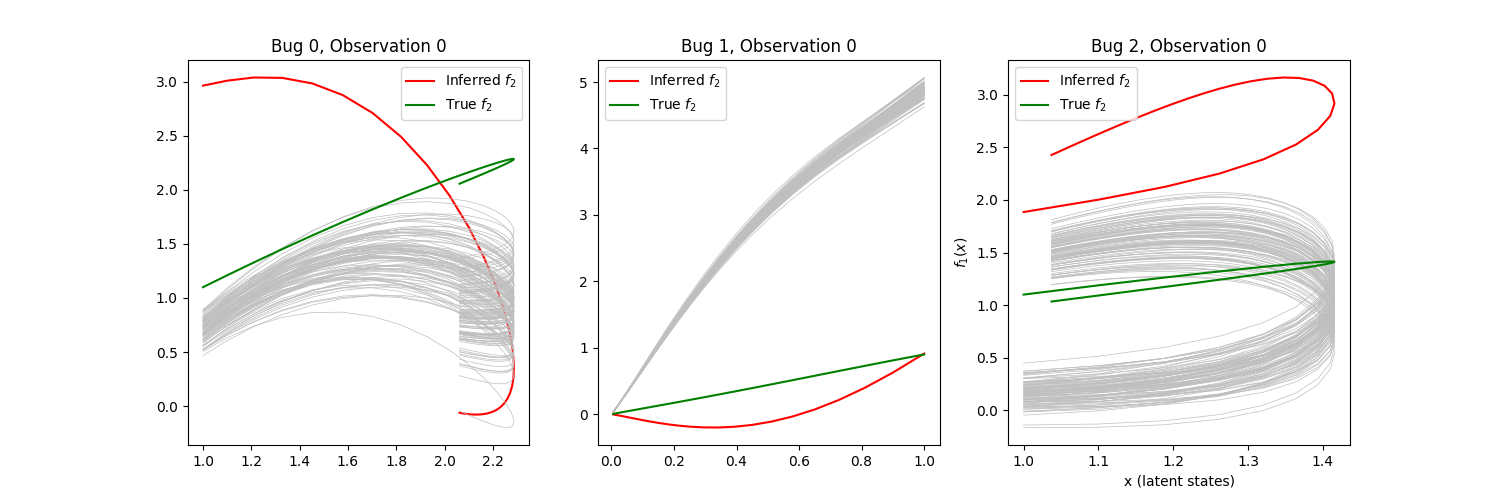 Bug 0, Observation 0
Inferred f₂
True f₂
3.0
2.5
2.0
1.5
1.0
0.5
0.0
1.0 1.2 1.4 1.6 1.8 2.0 2.2
Bug 1, Observation 0
Inferred f₂
True f₂
5
4
3
2
1
0
0.0 0.2 0.4 0.6 0.8 1.0
Bug 2, Observation 0
Inferred f₂
True f₂
f₁(x)
3.0
2.5
2.0
1.5
1.0
0.5
0.0
1.0 1.1 1.2 1.3 1.4
x (latent states)